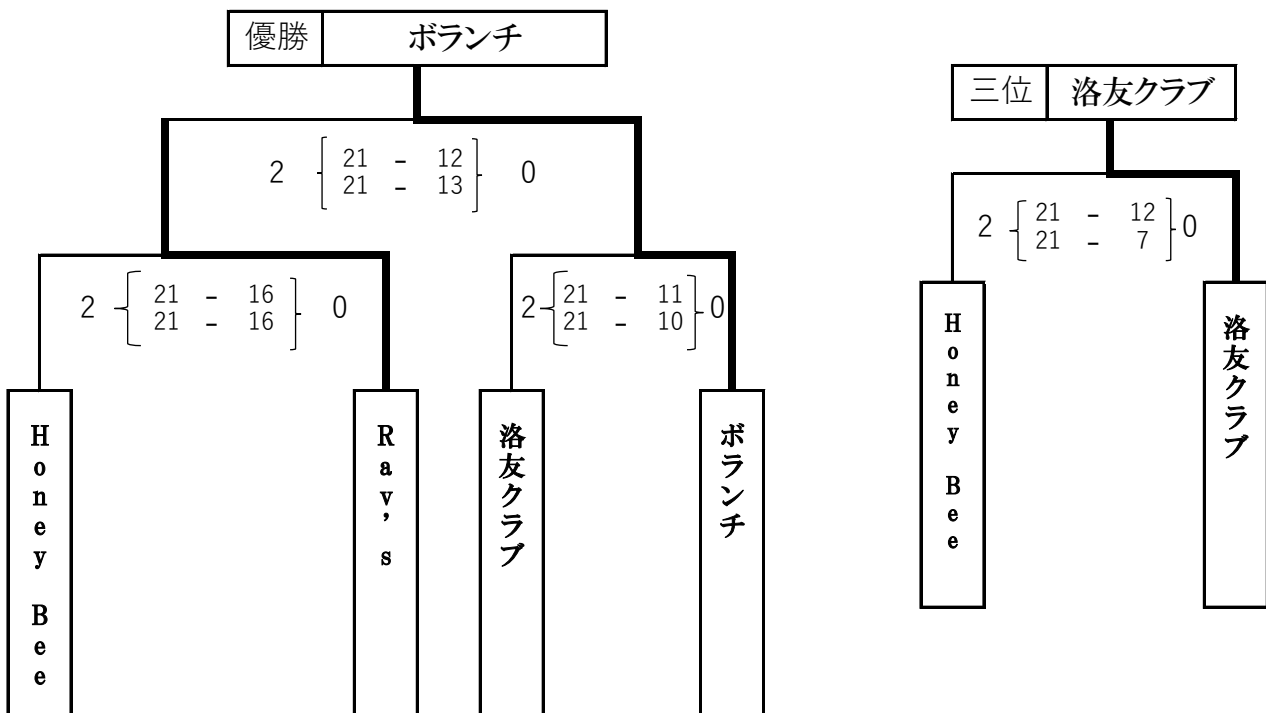 優勝 ボランチ
三位 洛友クラブ
2 21 - 12 0
21 - 13
2 21 - 12 0
21 - 7
2 21 - 16 0
21 - 16
2 21 - 11 0
21 - 10
Honey Bee
Rav's
洛友クラブ
ボランチ
Honey Bee
洛友クラブ